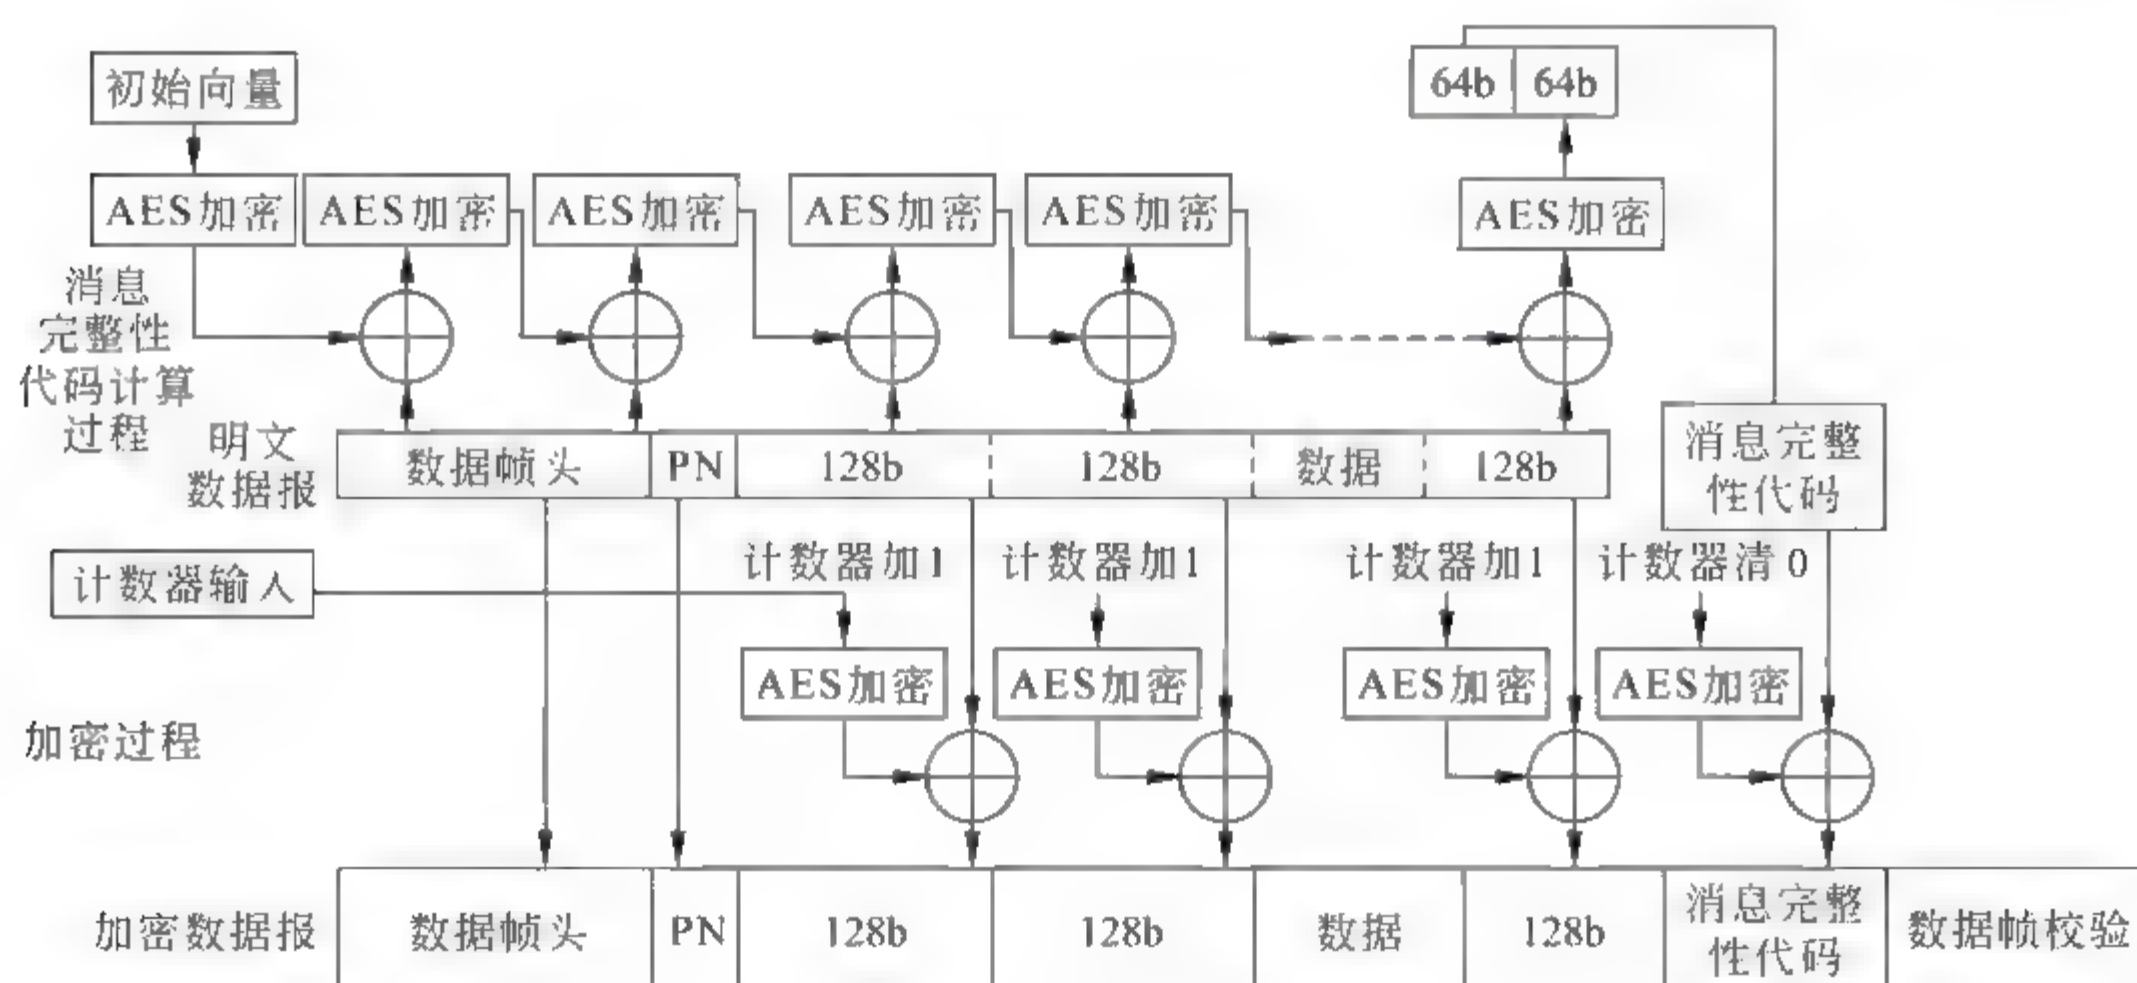 初始向量
64b 64b
AES加密 AES加密 AES加密 AES加密 AES加密 AES加密
消息
完整性
代码计算
过程
明文
数据报
数据帧头 PN 128b 128b 数据 128b
消息完整
性代码
计数器输入
计数器加1 计数器加1 计数器加1 计数器清0
AES加密 AES加密 AES加密 AES加密
加密过程
加密数据报
数据帧头 PN 128b 128b 数据 128b
消息完整
性代码
数据帧校验